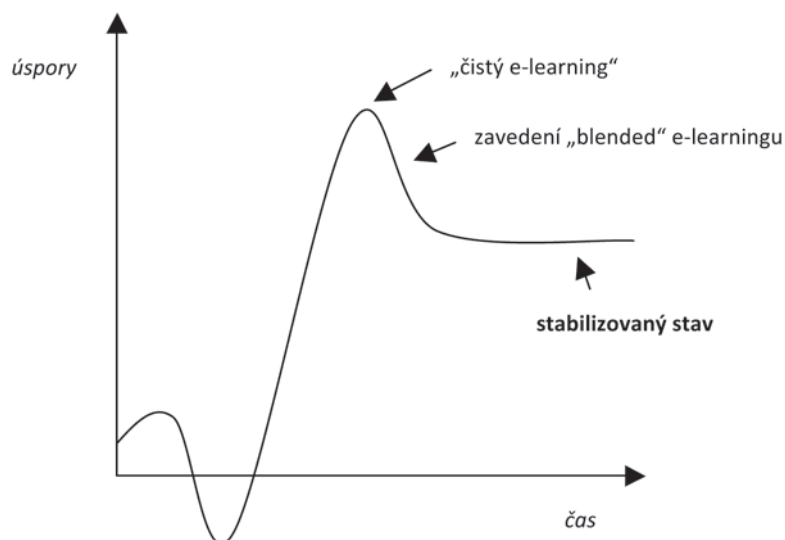 úspory
„čistý e-learning“
zavedení „blended“ e-learningu
stabilizovaný stav
čas